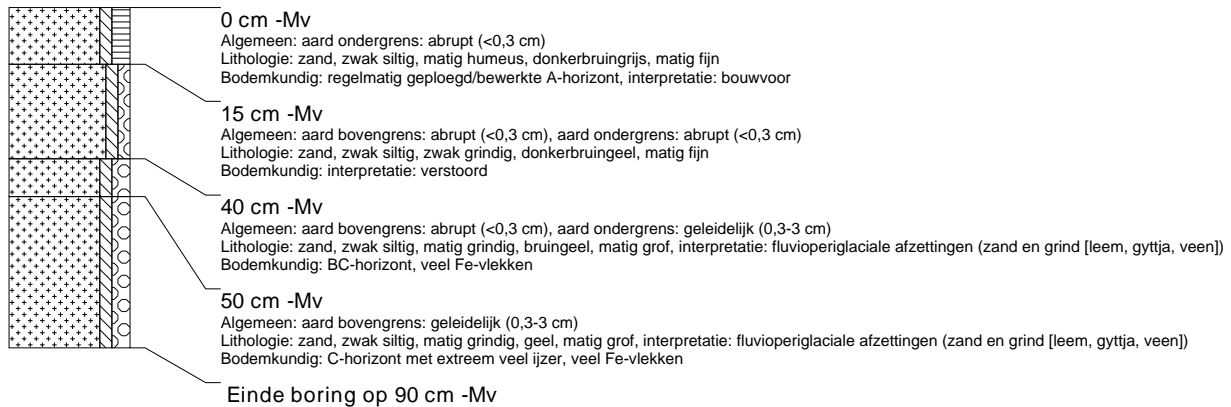 0 cm -Mv
Algemeen: aard ondergrens: abrupt (<0,3 cm)
Lithologie: zand, zwak siltig, matig humeus, donkerbruingrijs, matig fijn
Bodemkundig: regelmatig geploegd/bewerkte A-horizont, interpretatie: bouwvoor
15 cm -Mv
Algemeen: aard bovengrens: abrupt (<0,3 cm), aard ondergrens: abrupt (<0,3 cm)
Lithologie: zand, zwak siltig, zwak grindig, donkerbruingeel, matig fijn
Bodemkundig: interpretatie: verstoord
40 cm -Mv
Algemeen: aard bovengrens: abrupt (<0,3 cm), aard ondergrens: geleidelijk (0,3-3 cm)
Lithologie: zand, zwak siltig, matig grindig, bruingeel, matig grof, interpretatie: fluvioperiglaciale afzettingen (zand en grind [leem, gyttja, veen])
Bodemkundig: BC-horizont, veel Fe-vlekken
50 cm -Mv
Algemeen: aard bovengrens: geleidelijk (0,3-3 cm)
Lithologie: zand, zwak siltig, matig grindig, geel, matig grof, interpretatie: fluvioperiglaciale afzettingen (zand en grind [leem, gyttja, veen])
Bodemkundig: C-horizont met extreem veel ijzer, veel Fe-vlekken
Einde boring op 90 cm -Mv